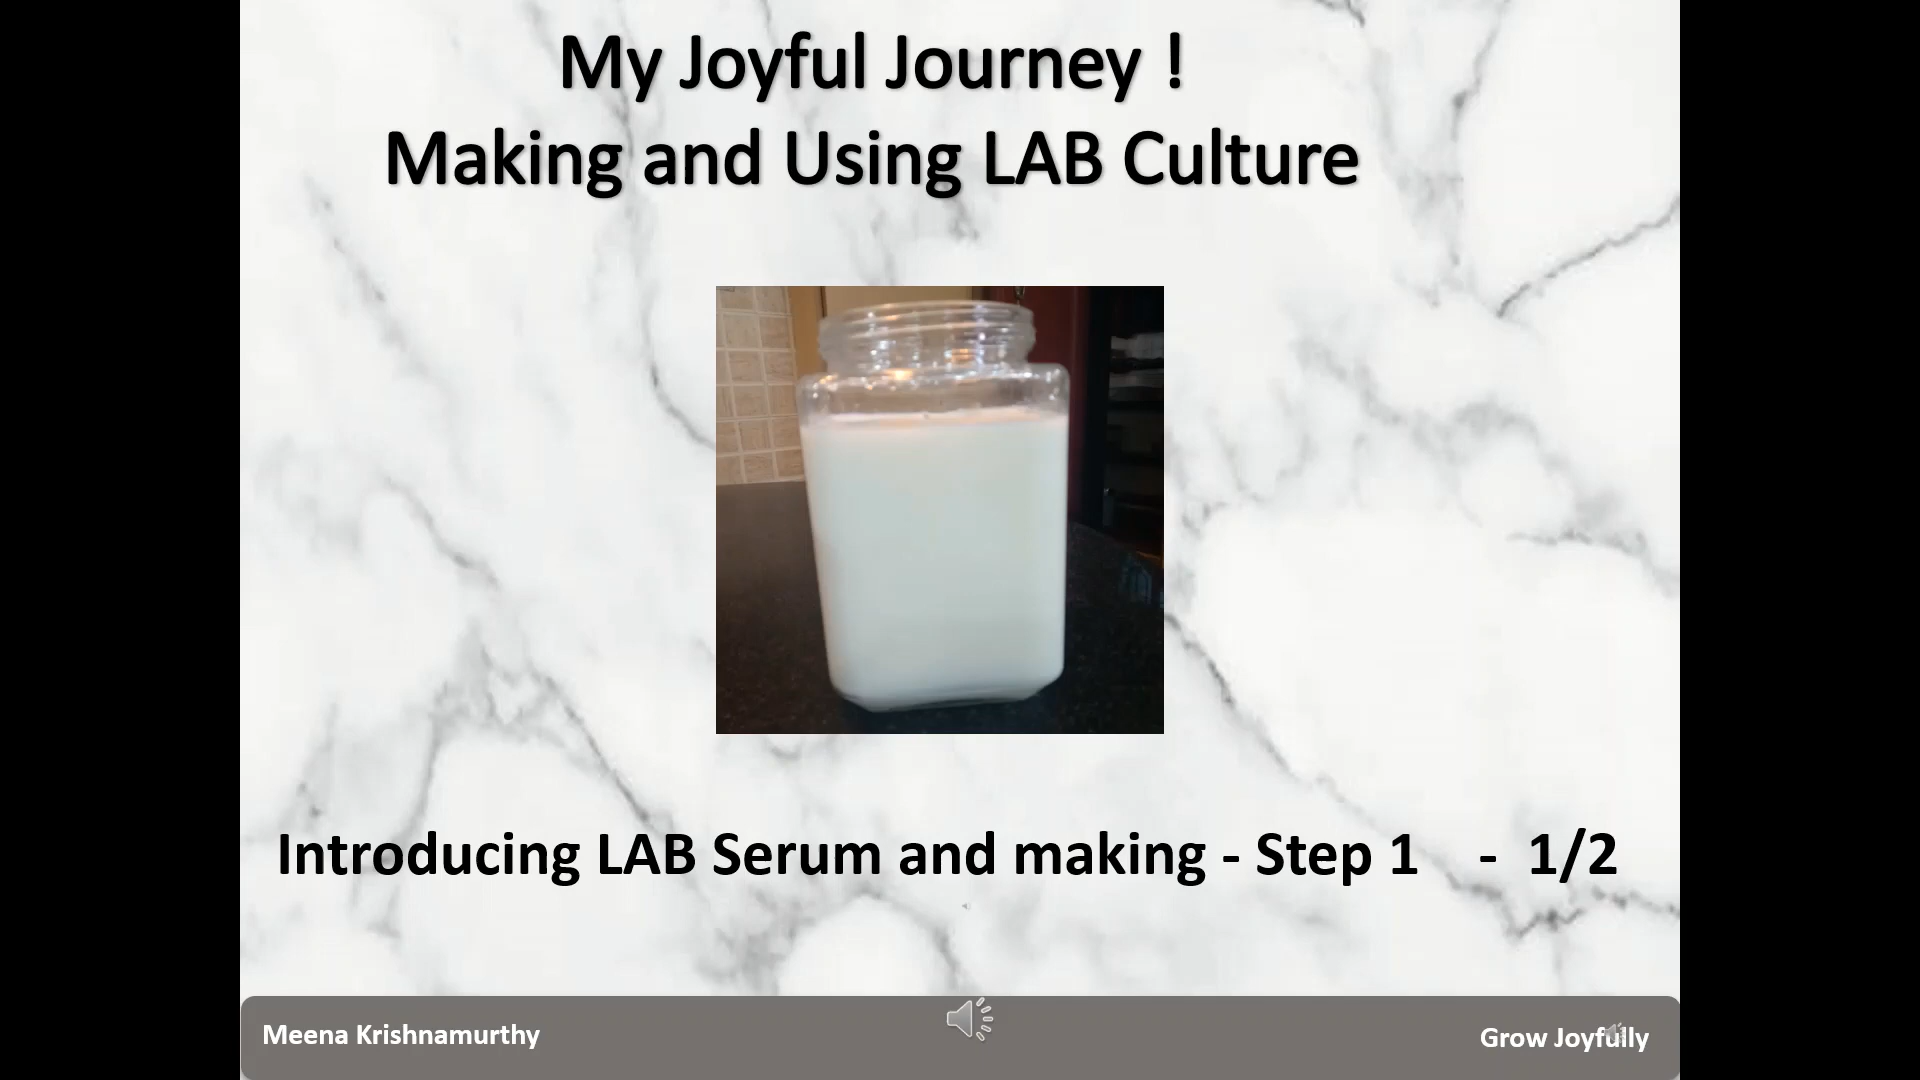 My Joyful Journey !
Making and Using LAB Culture
Introducing LAB Serum and making - Step 1 - 1/2
Meena Krishnamurthy
Grow Joyfully